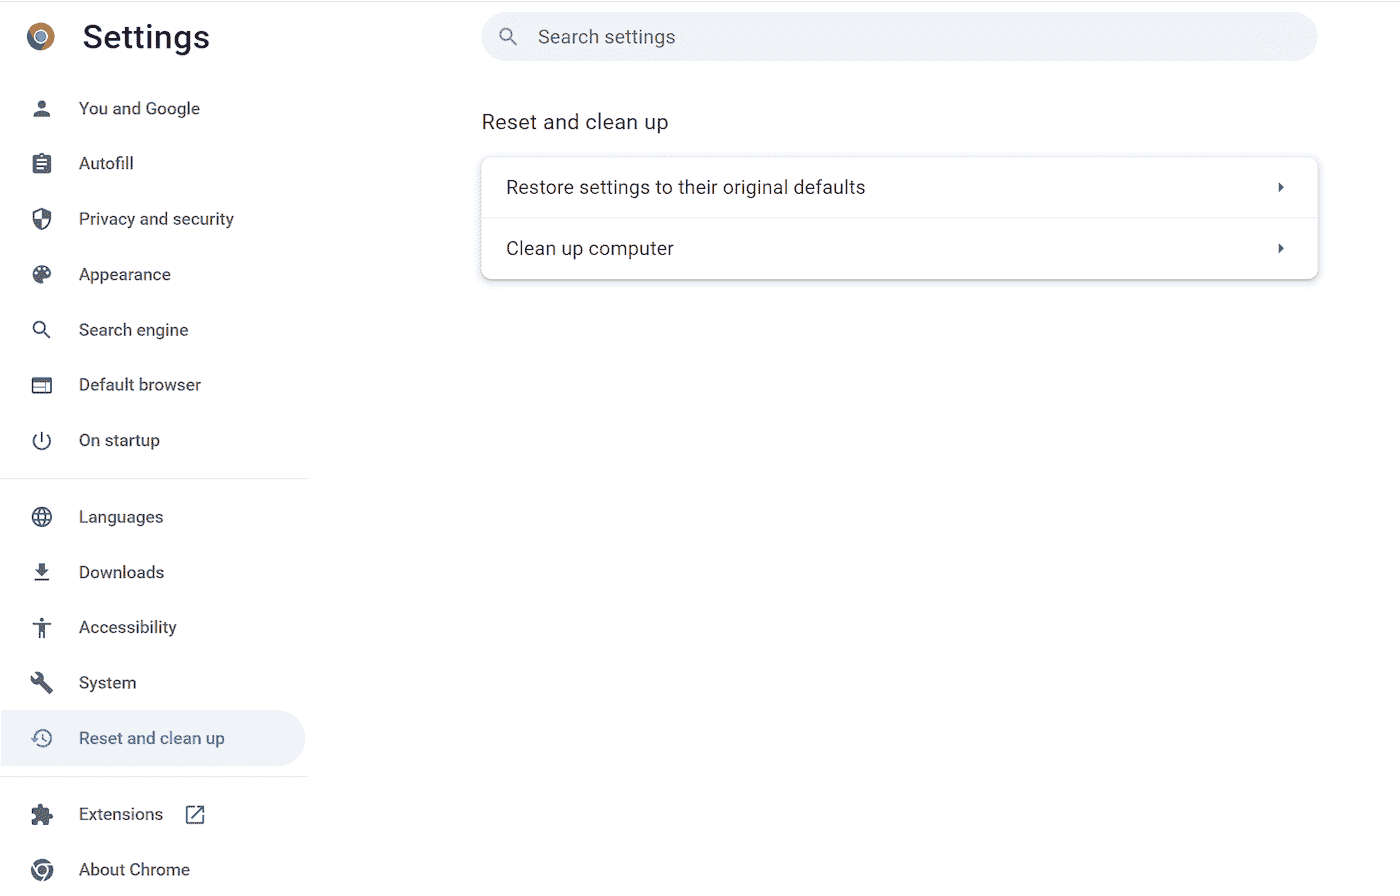 Settings
Search settings
You and Google
Autofill
Privacy and security
Appearance
Search engine
Default browser
On startup
Languages
Downloads
Accessibility
System
Reset and clean up
Extensions
About Chrome
Reset and clean up
Restore settings to their original defaults
Clean up computer